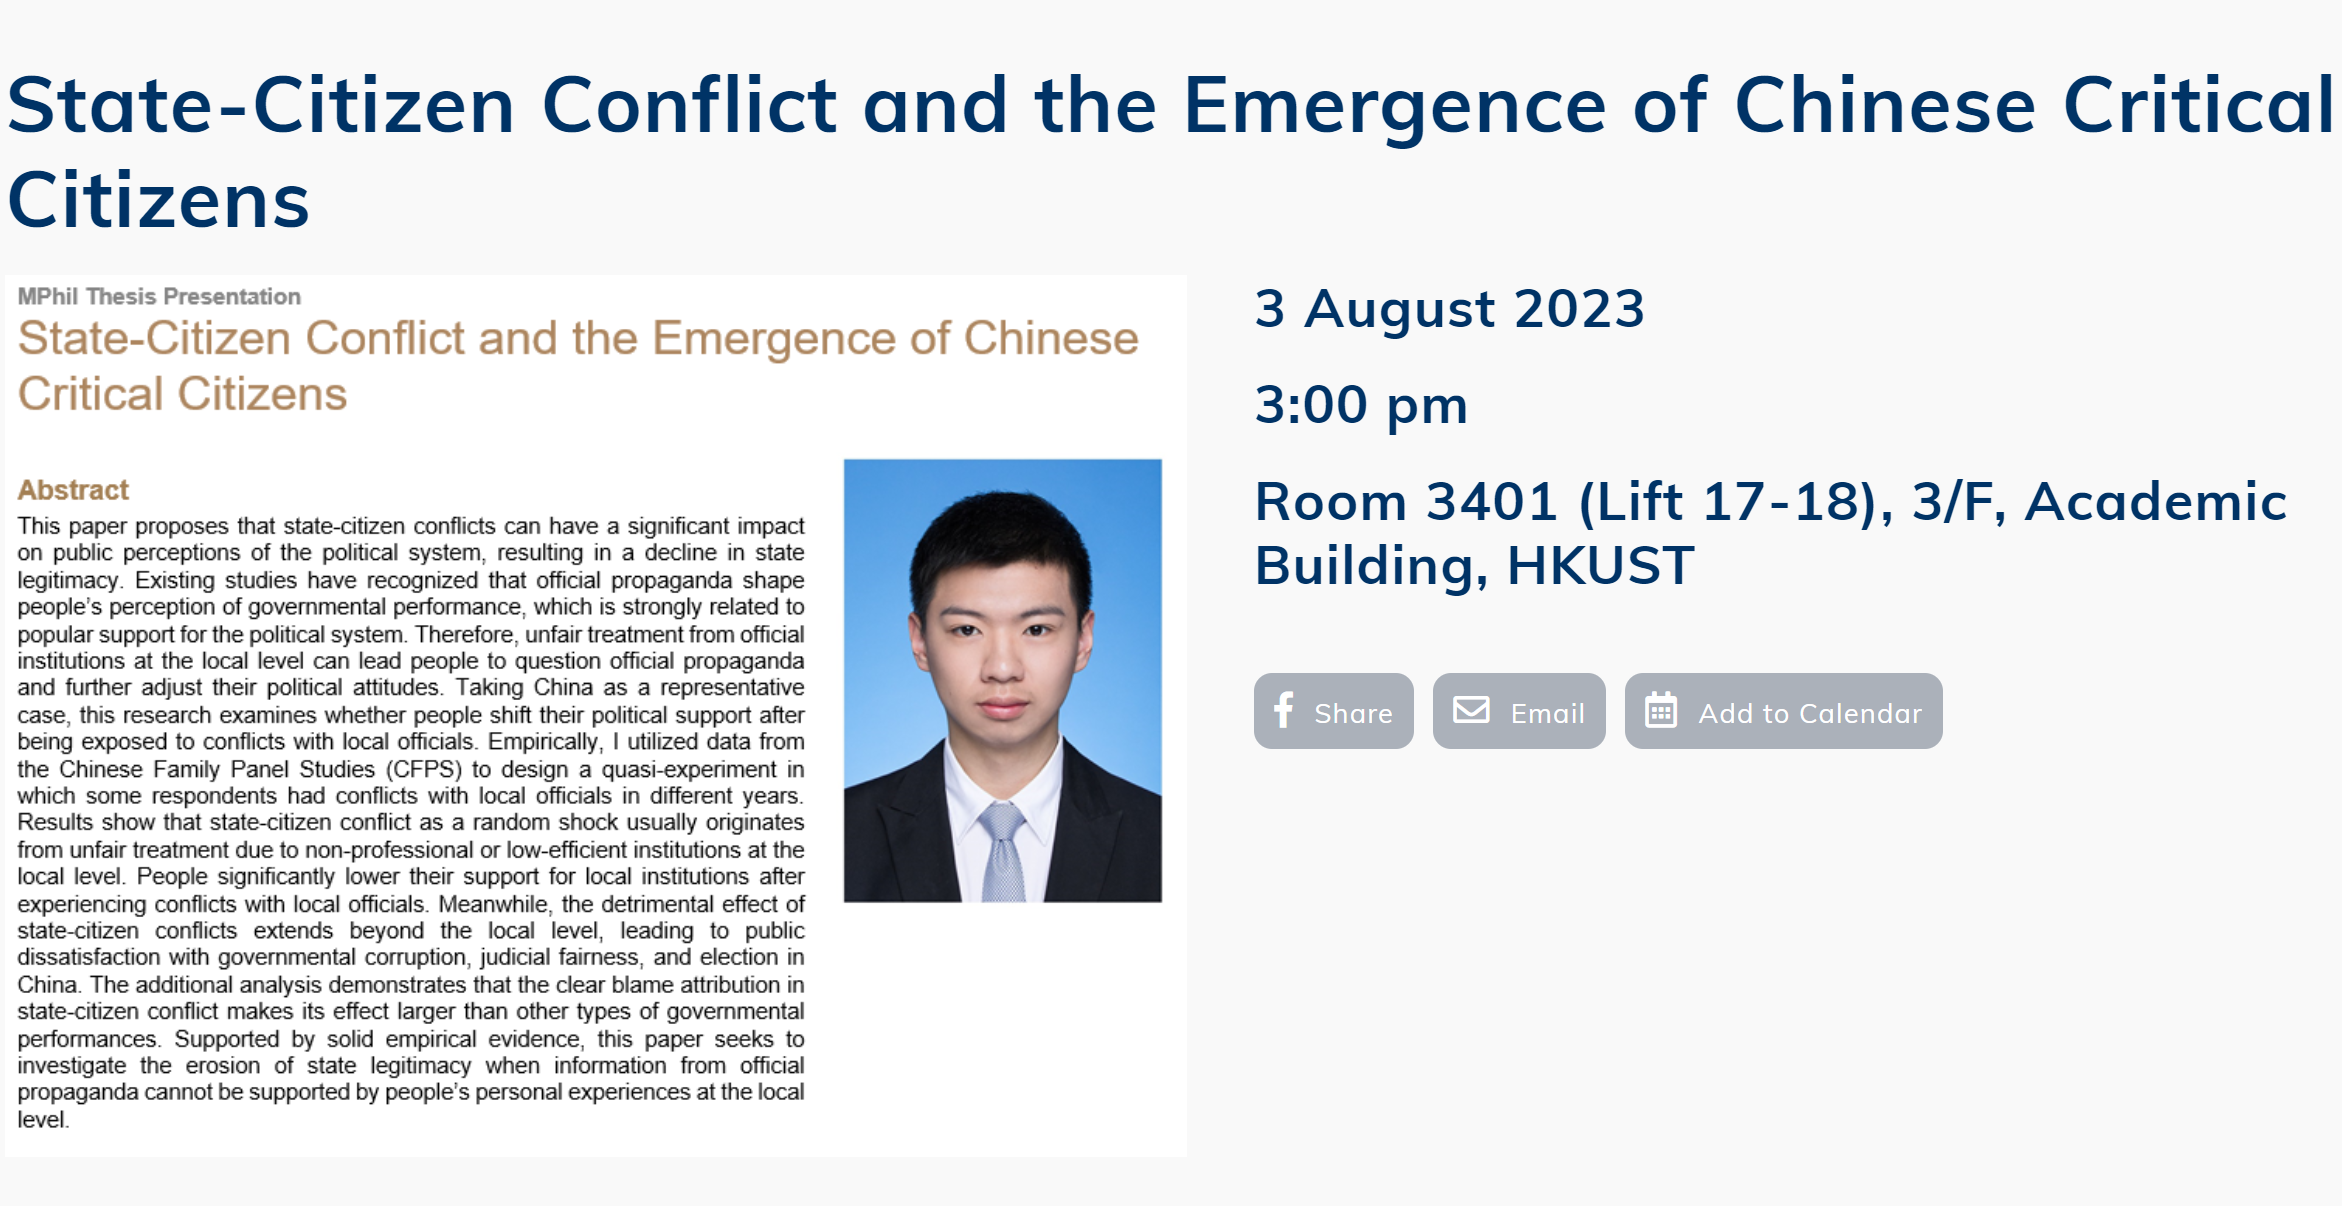 State-Citizen Conflict and the Emergence of Chinese Critical
Citizens
MPhil Thesis Presentation
State-Citizen Conflict and the Emergence of Chinese
Critical Citizens
Abstract
This paper proposes that state-citizen conflicts can have a significant impact
on public perceptions of the political system, resulting in a decline in state
legitimacy. Existing studies have recognized that official propaganda shape
people’s perception of governmental performance, which is strongly related to
popular support for the political system. Therefore, unfair treatment from official
institutions at the local level can lead people to question official propaganda
and further adjust their political attitudes. Taking China as a representative
case, this research examines whether people shift their political support after
being exposed to conflicts with local officials. Empirically, I utilized data from
the Chinese Family Panel Studies (CFPS) to design a quasi-experiment in
which some respondents had conflicts with local officials in different years.
Results show that state-citizen conflict as a random shock usually originates
from unfair treatment due to non-professional or low-efficient institutions at the
local level. People significantly lower their support for local institutions after
experiencing conflicts with local officials. Meanwhile, the detrimental effect of
state-citizen conflicts extends beyond the local level, leading to public
dissatisfaction with governmental corruption, judicial fairness, and election in
China. The additional analysis demonstrates that the clear blame attribution in
state-citizen conflict makes its effect larger than other types of governmental
performances. Supported by solid empirical evidence, this paper seeks to
investigate the erosion of state legitimacy when information from official
propaganda cannot be supported by people’s personal experiences at the local
level.
3 August 2023
3:00 pm
Room 3401 (Lift 17-18), 3/F, Academic
Building, HKUST
Share
Email
Add to Calendar